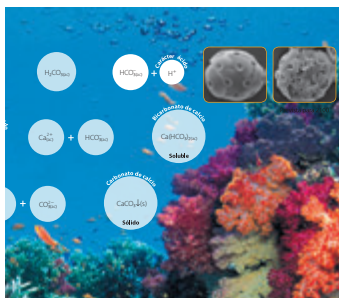 Carácter ácido
H₂CO₃(ac) HCO₃⁻(ac) + H⁺
Bicarbonato de calcio
Ca²⁺(ac) + HCO₃⁻(ac) Ca(HCO₃)₂(ac)
Soluble
Carbonato de calcio
+ CO₃²⁻(ac) CaCO₃↓(s)
Sólido